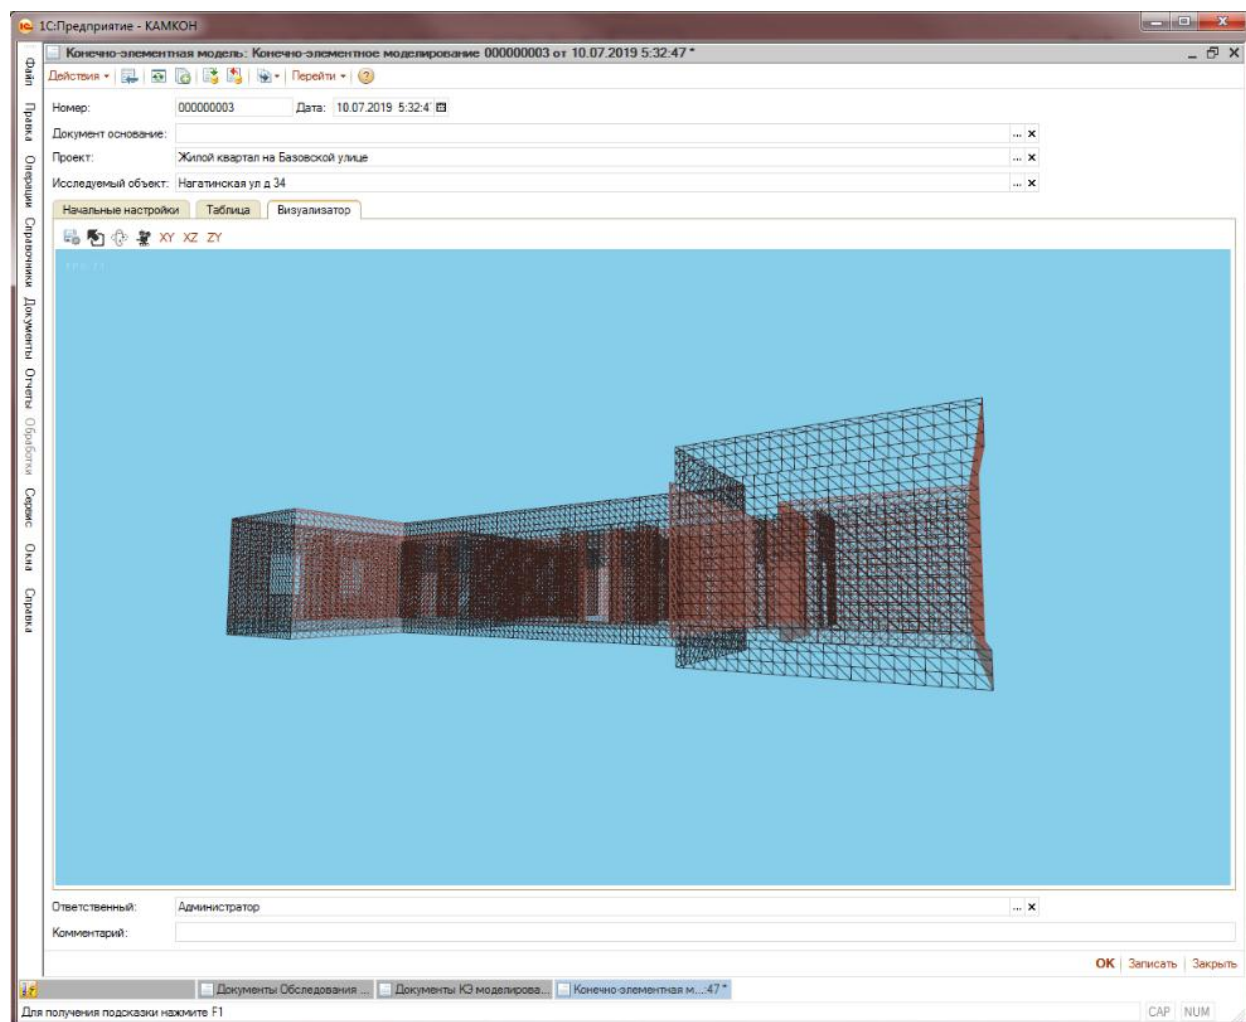 1С:Предприятие - КАМКОН
Конечно-элементная модель: Конечно-элементное моделирование 000000003 от 10.07.2019 5:32:47 *
Действия
Перейти
Файл
Правка
Операции
Справочники
Документы
Отчеты
Обработки
Сервис
Окна
Справка
Номер: 000000003 Дата: 10.07.2019 5:32:4
Документ основание:
Проект: Жилой квартал на Базовской улице
Исследуемый объект: Нагатинская ул д 34
Начальные настройки Таблица Визуализатор
XY XZ ZY
Ответственный: Администратор
Комментарий:
OK Записать Закрыть
Документы Обследования ... Документы КЭ моделирова... Конечно-элементная м...:47 *
Для получения подсказки нажмите F1 CAP NUM